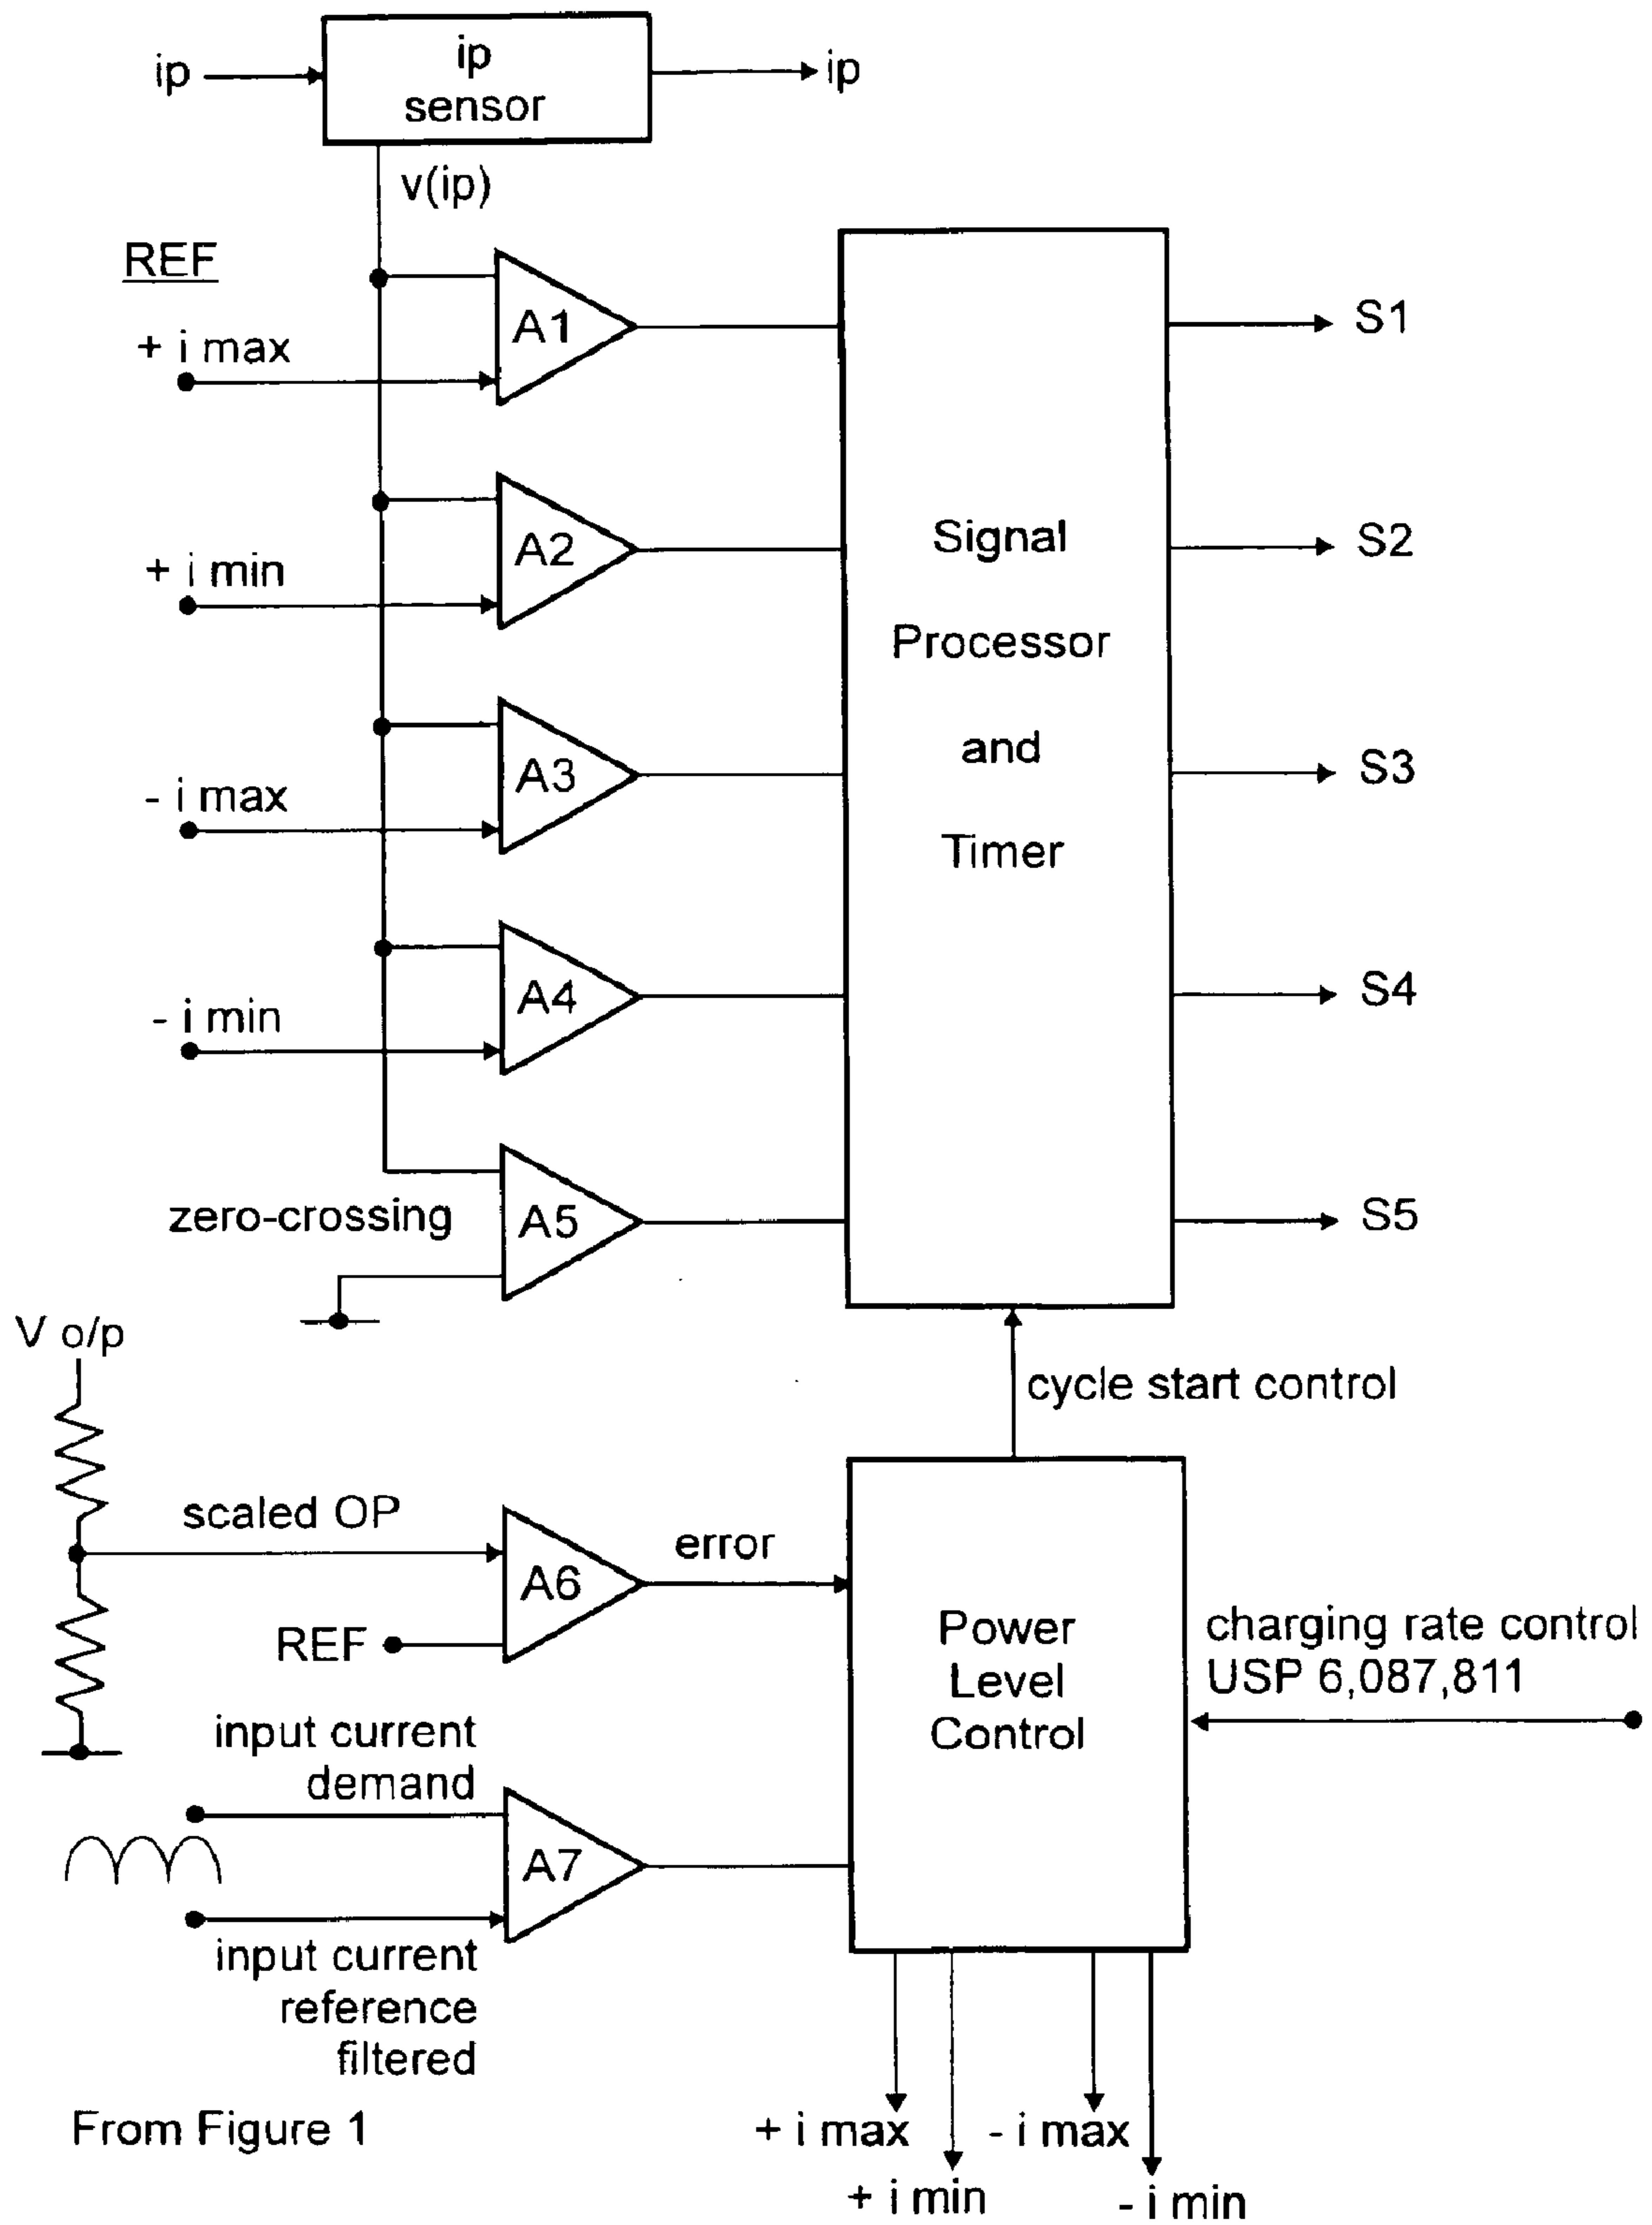 ip
ip
sensor
ip
v(ip)
REF
+ i max
A1
S1
+ i min
A2
S2
Signal
Processor
and
Timer
- i max
A3
S3
- i min
A4
S4
zero-crossing
A5
S5
V o/p
cycle start control
scaled OP
A6
error
REF
Power
Level
Control
charging rate control
USP 6,087,811
input current
demand
A7
input current
reference
filtered
From Figure 1
+ i max
- i max
+ i min
- i min